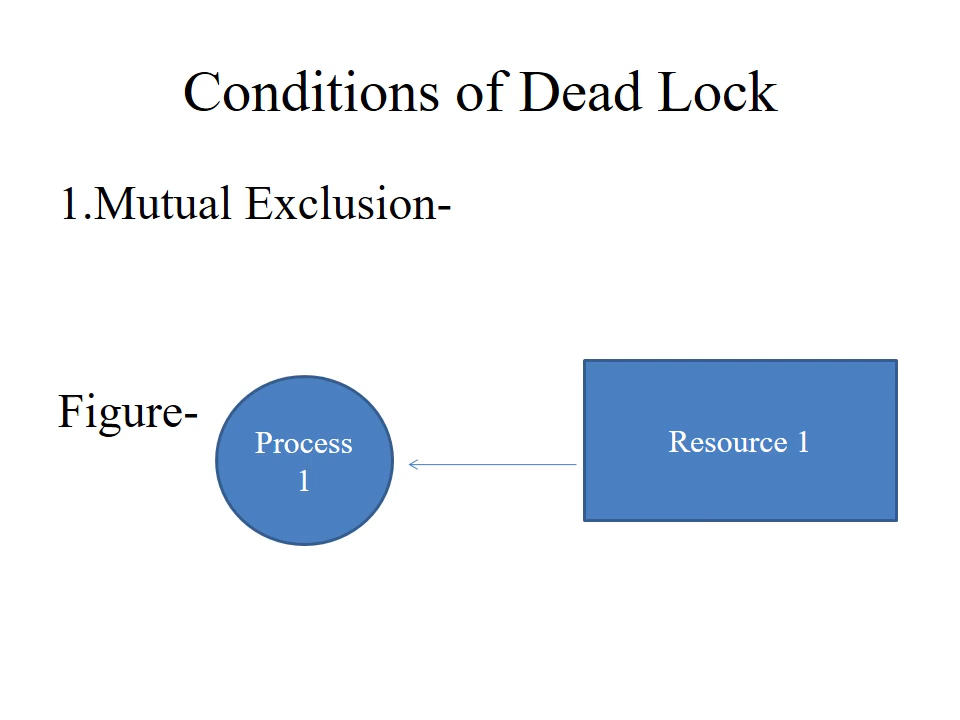 Conditions of Dead Lock
1.Mutual Exclusion-
Figure-
Process
1
Resource 1